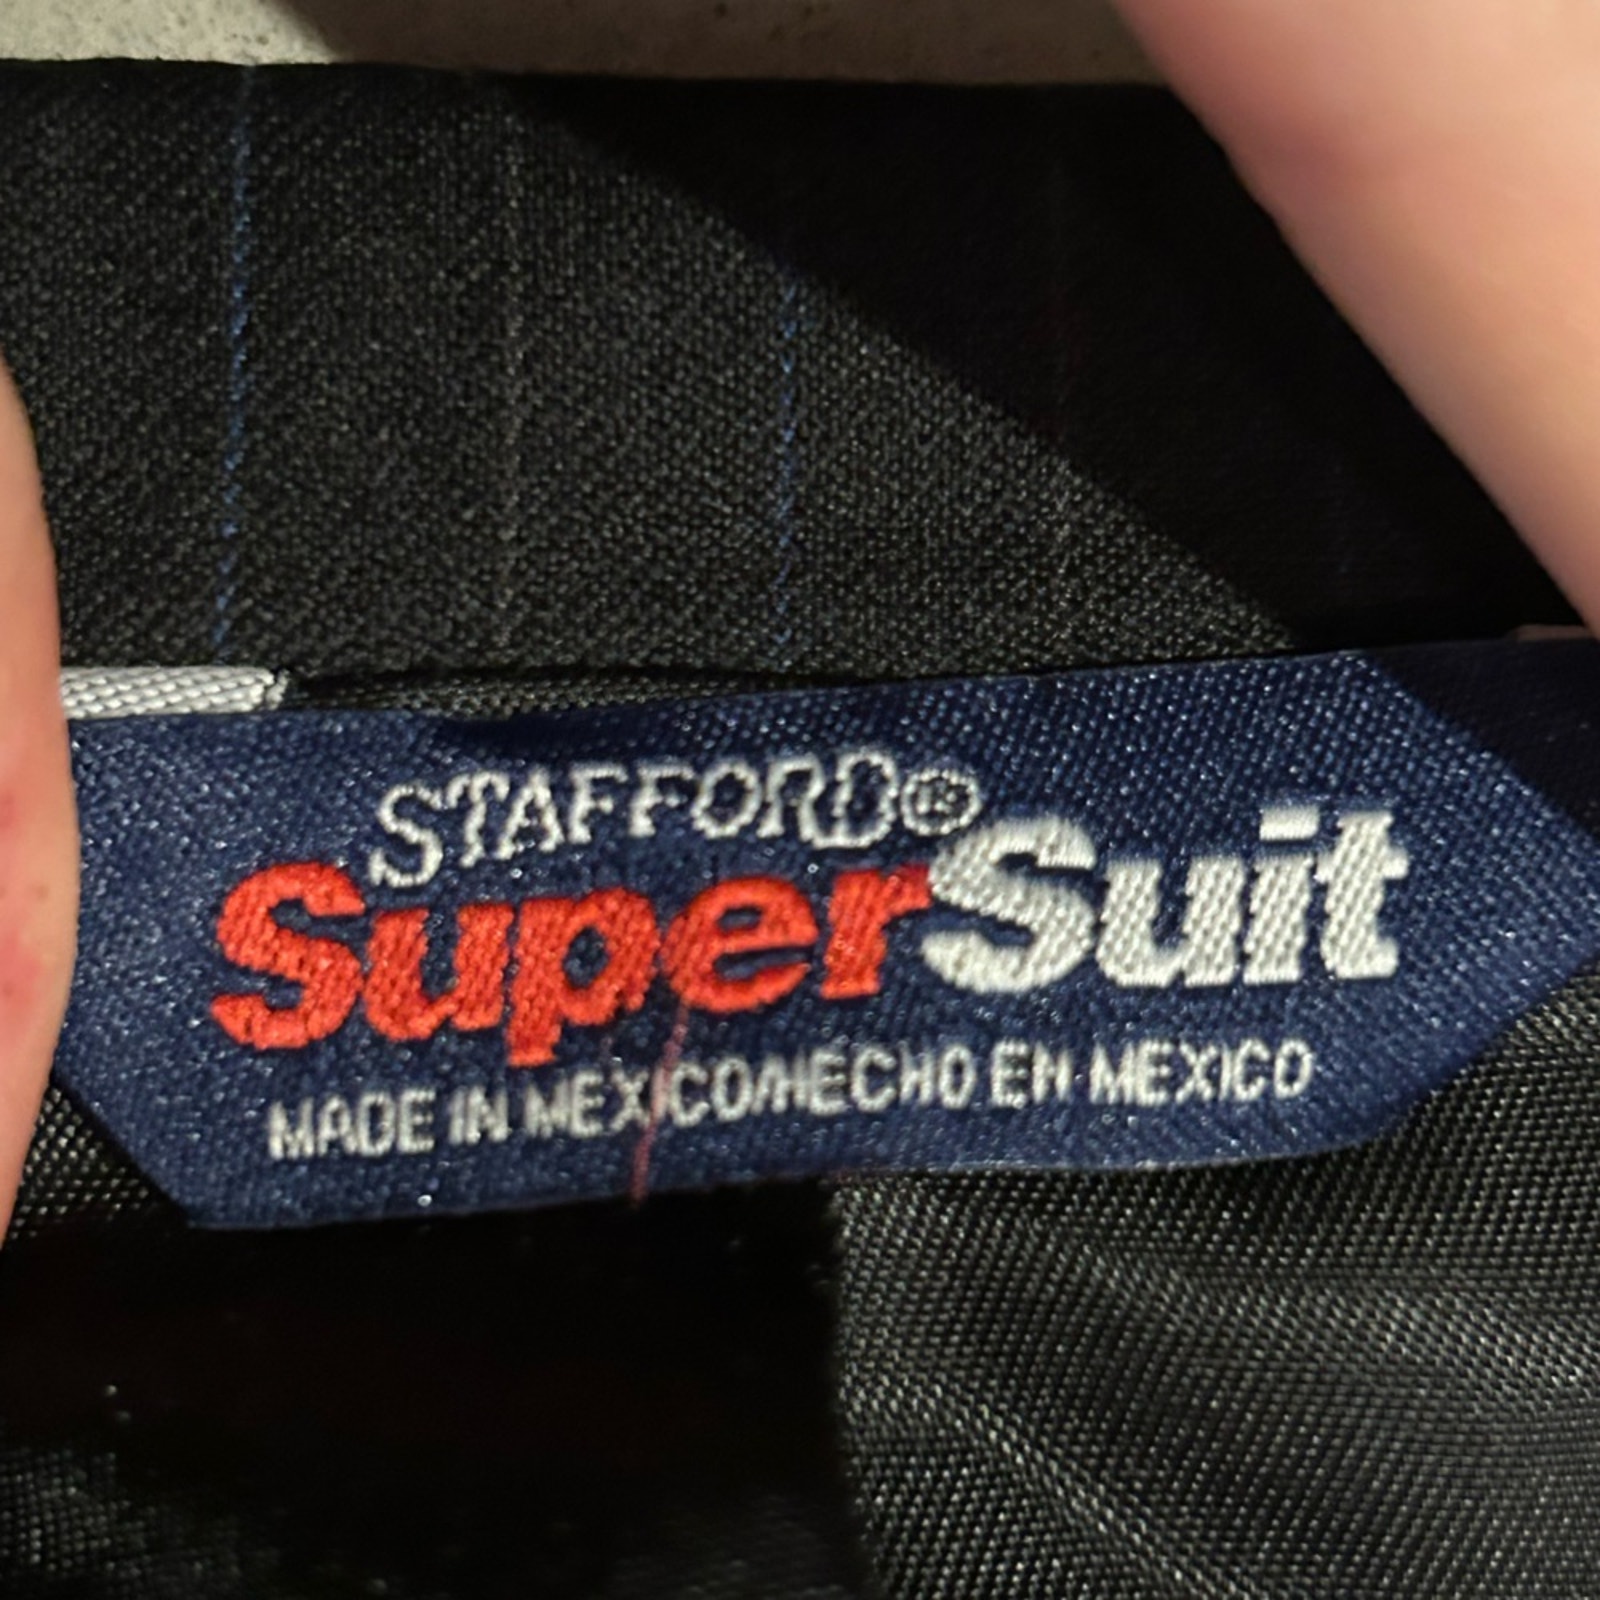 STAFFORD®
SuperSuit
MADE IN MEXICO/HECHO EN MEXICO